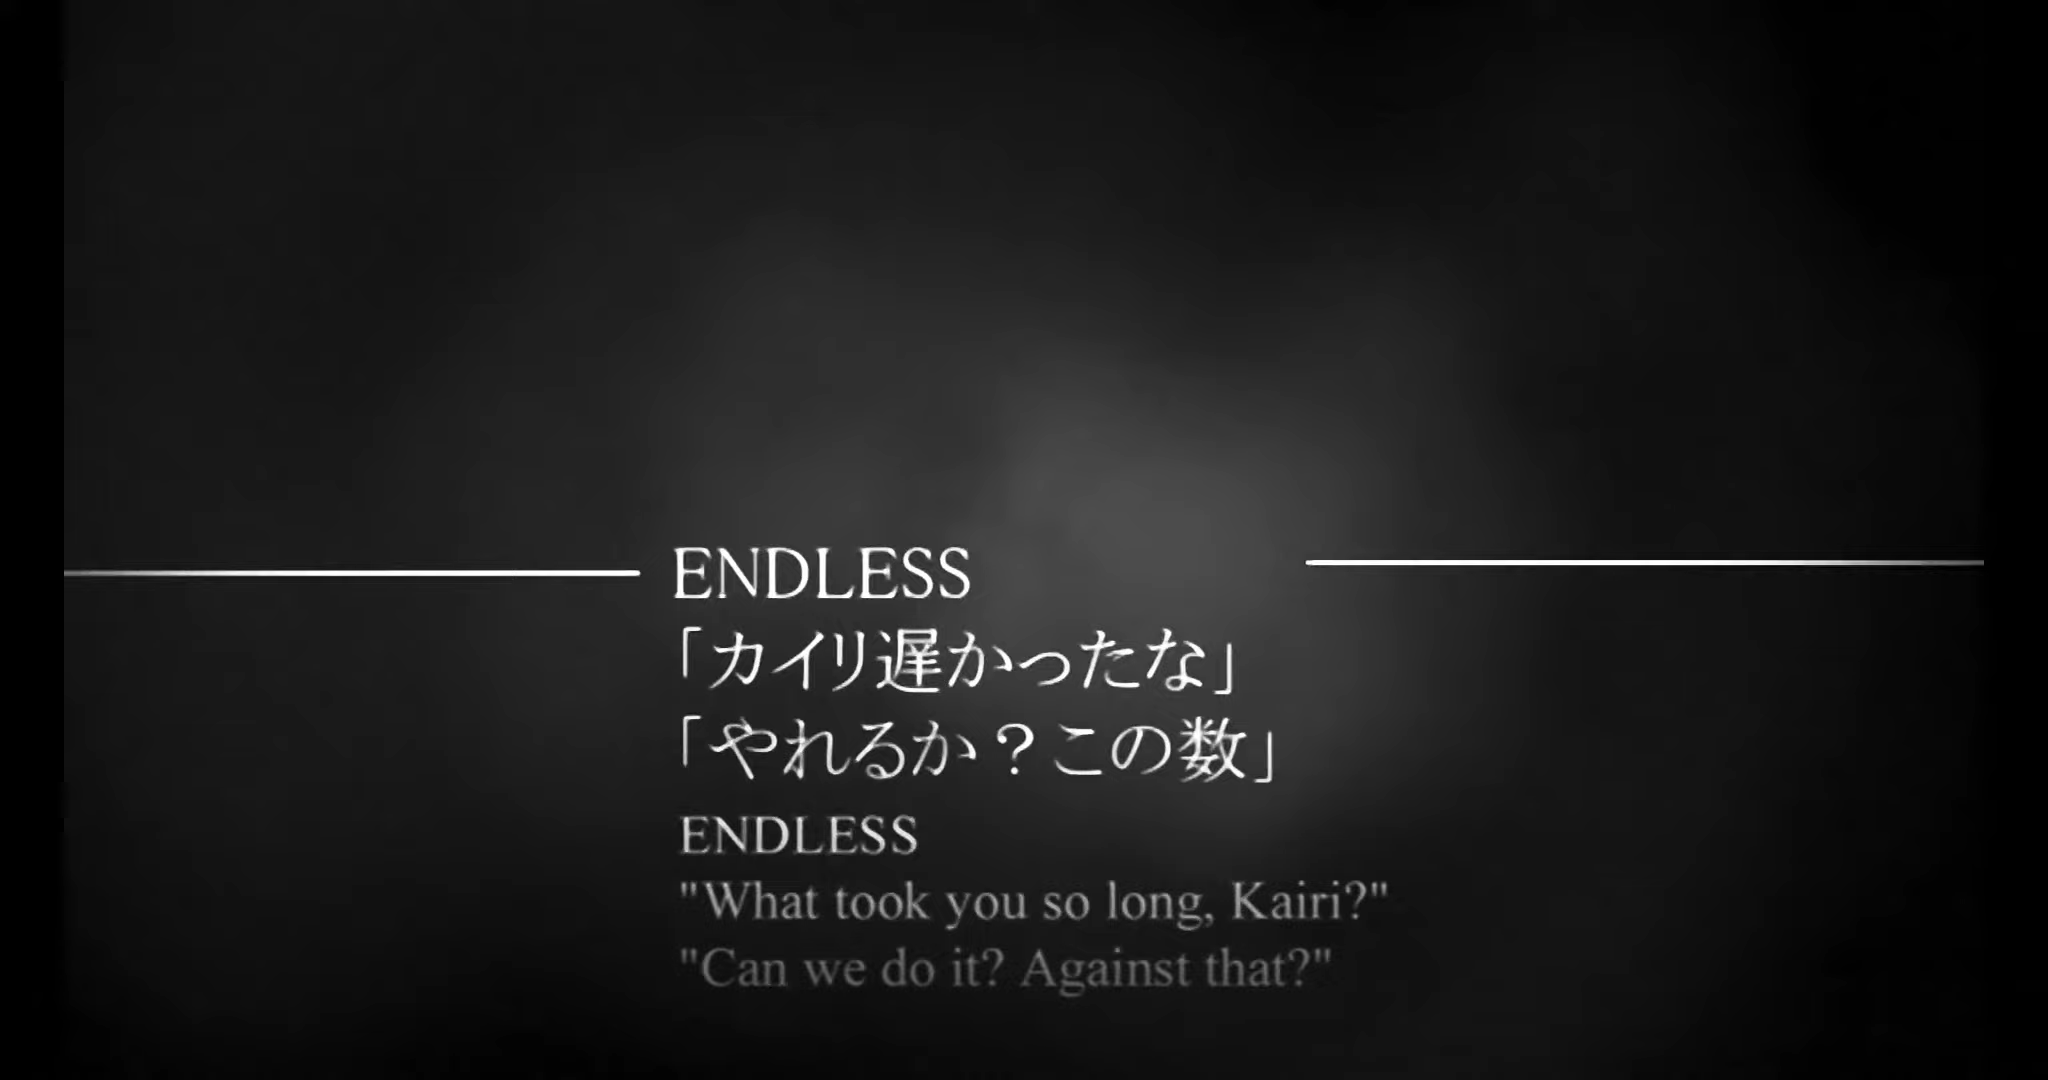 ENDLESS
「カイリ遅かったな」
「やれるか？この数」
ENDLESS
"What took you so long, Kairi?"
"Can we do it? Against that?"